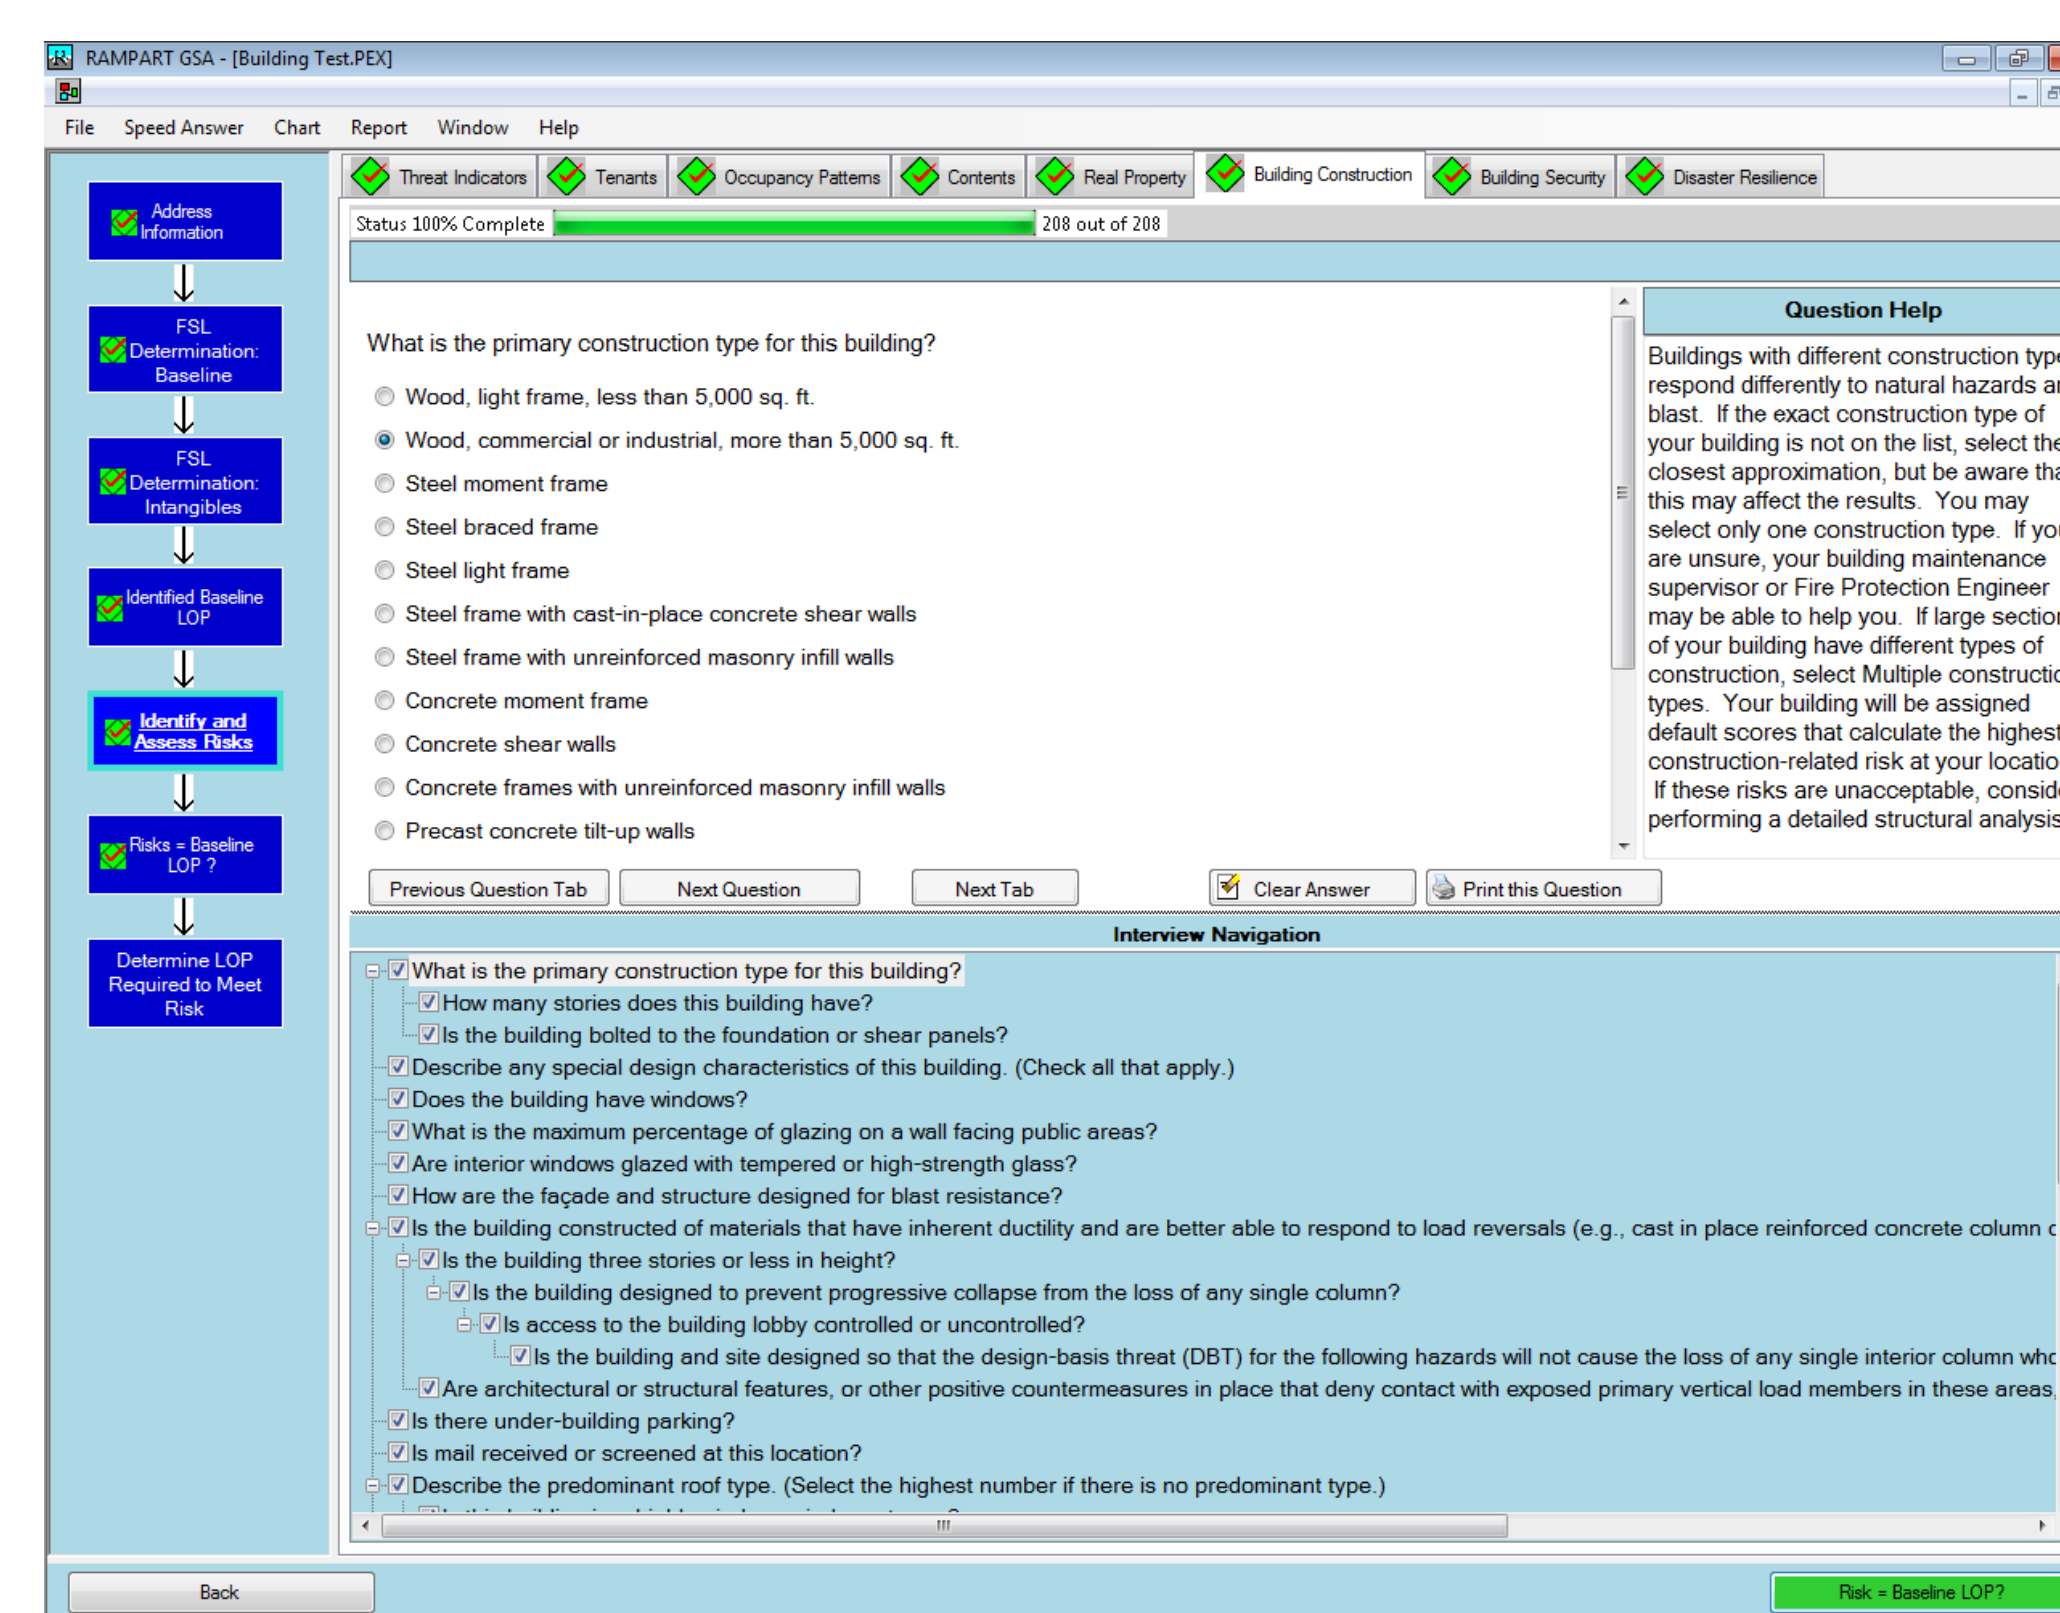 RAMPART GSA - [Building Test.PEX]
File Speed Answer Chart Report Window Help
Address
Information
FSL
Determination:
Baseline
FSL
Determination:
Intangibles
Identified Baseline
LOP
Identify and
Assess Risks
Risks = Baseline
LOP ?
Determine LOP
Required to Meet
Risk
Threat Indicators Tenants Occupancy Patterns Contents Real Property Building Construction Building Security Disaster Resilience
Status 100% Complete 208 out of 208
What is the primary construction type for this building?
Wood, light frame, less than 5,000 sq. ft.
Wood, commercial or industrial, more than 5,000 sq. ft.
Steel moment frame
Steel braced frame
Steel light frame
Steel frame with cast-in-place concrete shear walls
Steel frame with unreinforced masonry infill walls
Concrete moment frame
Concrete shear walls
Concrete frames with unreinforced masonry infill walls
Precast concrete tilt-up walls
Question Help
Buildings with different construction type
respond differently to natural hazards
blast. If the exact construction type of
your building is not on the list, select the
closest approximation, but be aware
this may affect the results. You may
select only one construction type. If
are unsure, your building maintenance
supervisor or Fire Protection Engineer
may be able to help you. If large section
of your building have different types of
construction, select Multiple
types. Your building will be assigned
default scores that calculate the highest
construction-related risk at your
If these risks are unacceptable,
performing a detailed structural analysis
Previous Question Tab Next Question Next Tab Clear Answer Print this Question
Interview Navigation
What is the primary construction type for this building?
How many stories does this building have?
Is the building bolted to the foundation or shear panels?
Describe any special design characteristics of this building. (Check all that apply.)
Does the building have windows?
What is the maximum percentage of glazing on a wall facing public areas?
Are interior windows glazed with tempered or high-strength glass?
How are the façade and structure designed for blast resistance?
Is the building constructed of materials that have inherent ductility and are better able to respond to load reversals (e.g., cast in place reinforced concrete column
Is the building three stories or less in height?
Is the building designed to prevent progressive collapse from the loss of any single column?
Is access to the building lobby controlled or uncontrolled?
Is the building and site designed so that the design-basis threat (DBT) for the following hazards will not cause the loss of any single interior column
Are architectural or structural features, or other positive countermeasures in place that deny contact with exposed primary vertical load members in these areas,
Is there under-building parking?
Is mail received or screened at this location?
Describe the predominant roof type. (Select the highest number if there is no predominant type.)
Back
Risk = Baseline LOP?